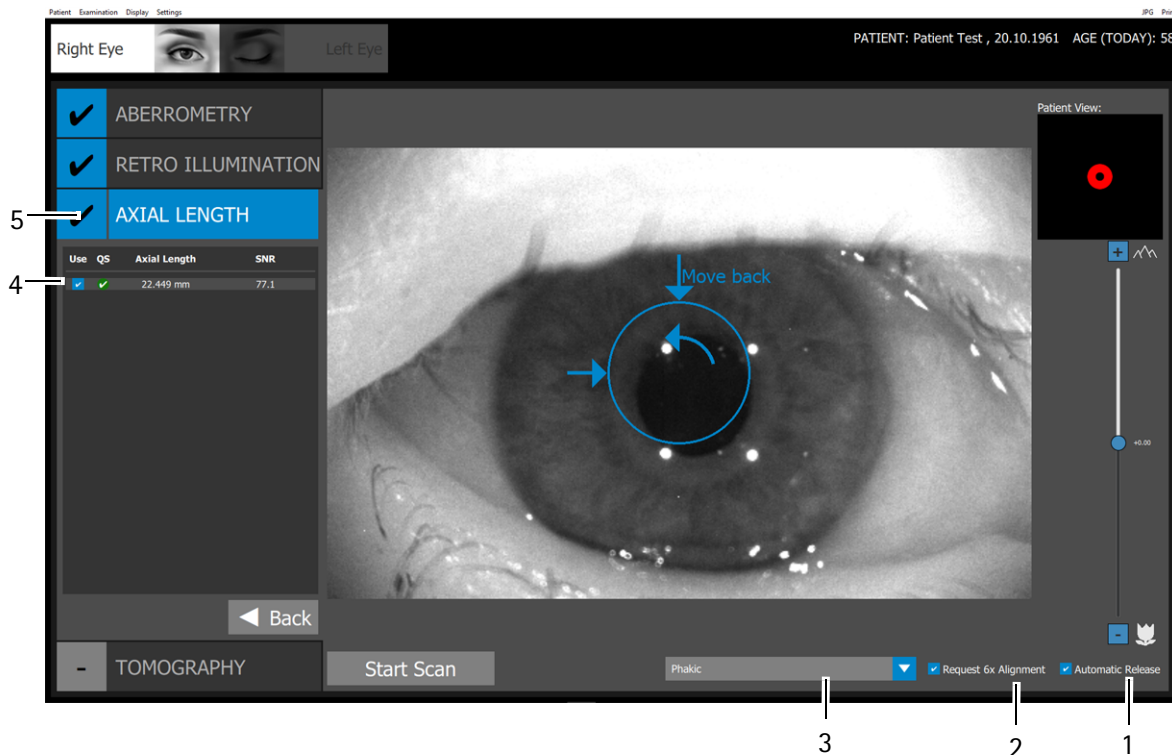 Patient Examination Display Settings JPG Prin
Right Eye Left Eye PATIENT: Patient Test , 20.10.1961 AGE (TODAY): 58
✔ ABERROMETRY
Patient View:
✔ RETRO ILLUMINATION
5 ✔ AXIAL LENGTH
Use QS Axial Length SNR
+
4 ✔ ✔ 22.449 mm 77.1
Move back
+0.00
◀ Back
-
- TOMOGRAPHY
Start Scan
Phakic ▼ ✔ Request 6x Alignment ✔ Automatic Release
3 2 1